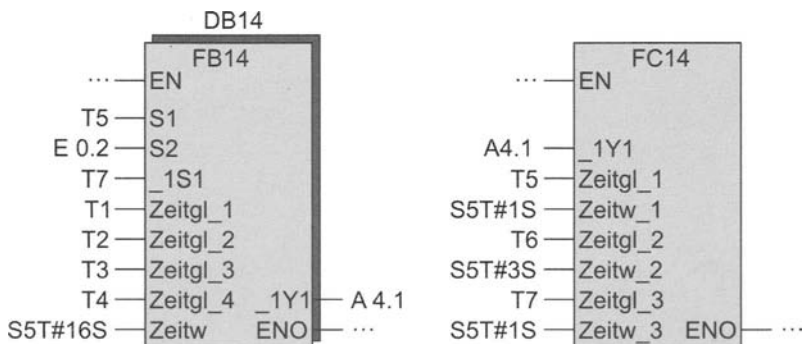 DB14
FB14
··· EN
T5 S1
E 0.2 S2
T7 _1S1
T1 Zeitgl_1
T2 Zeitgl_2
T3 Zeitgl_3
T4 Zeitgl_4 _1Y1 A 4.1
S5T#16S Zeitw ENO ···
FC14
··· EN
A4.1 _1Y1
T5 Zeitgl_1
S5T#1S Zeitw_1
T6 Zeitgl_2
S5T#3S Zeitw_2
T7 Zeitgl_3
S5T#1S Zeitw_3 ENO ···